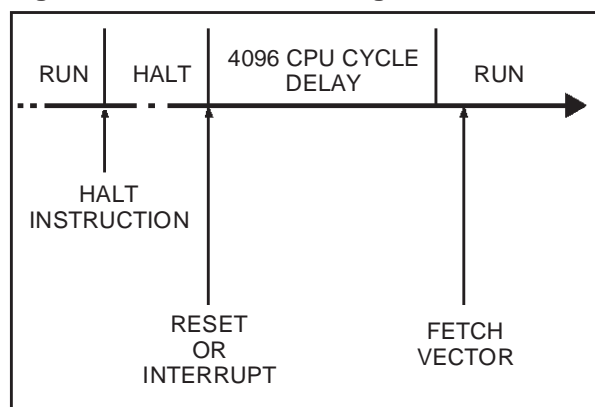 RUN
HALT
4096 CPU CYCLE
DELAY
RUN
HALT
INSTRUCTION
RESET
OR
INTERRUPT
FETCH
VECTOR